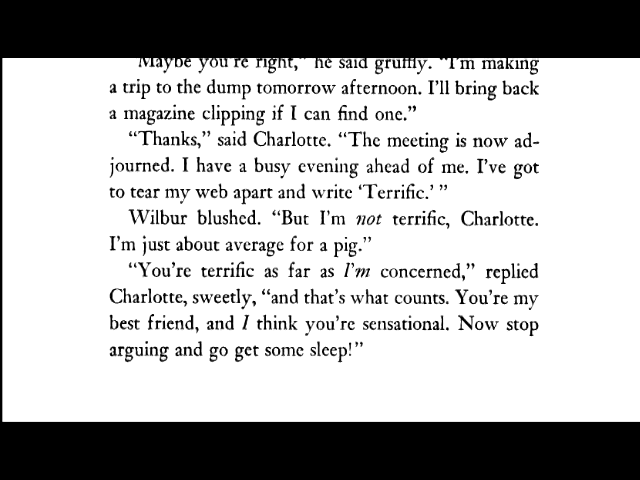 "Maybe you're right," he said gruffly. "I'm making
a trip to the dump tomorrow afternoon. I'll bring back
a magazine clipping if I can find one."
"Thanks," said Charlotte. "The meeting is now ad-
journed. I have a busy evening ahead of me. I've got
to tear my web apart and write 'Terrific.' "
Wilbur blushed. "But I'm not terrific, Charlotte.
I'm just about average for a pig."
"You're terrific as far as I'm concerned," replied
Charlotte, sweetly, "and that's what counts. You're my
best friend, and I think you're sensational. Now stop
arguing and go get some sleep!"